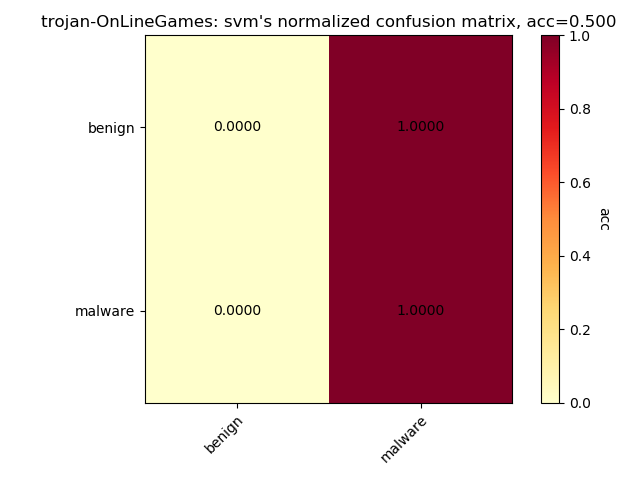 trojan-OnLineGames: svm's normalized confusion matrix, acc=0.500
benign 0.0000 1.0000
malware 0.0000 1.0000
benign malware
1.0
0.8
0.6
0.4
0.2
0.0
acc